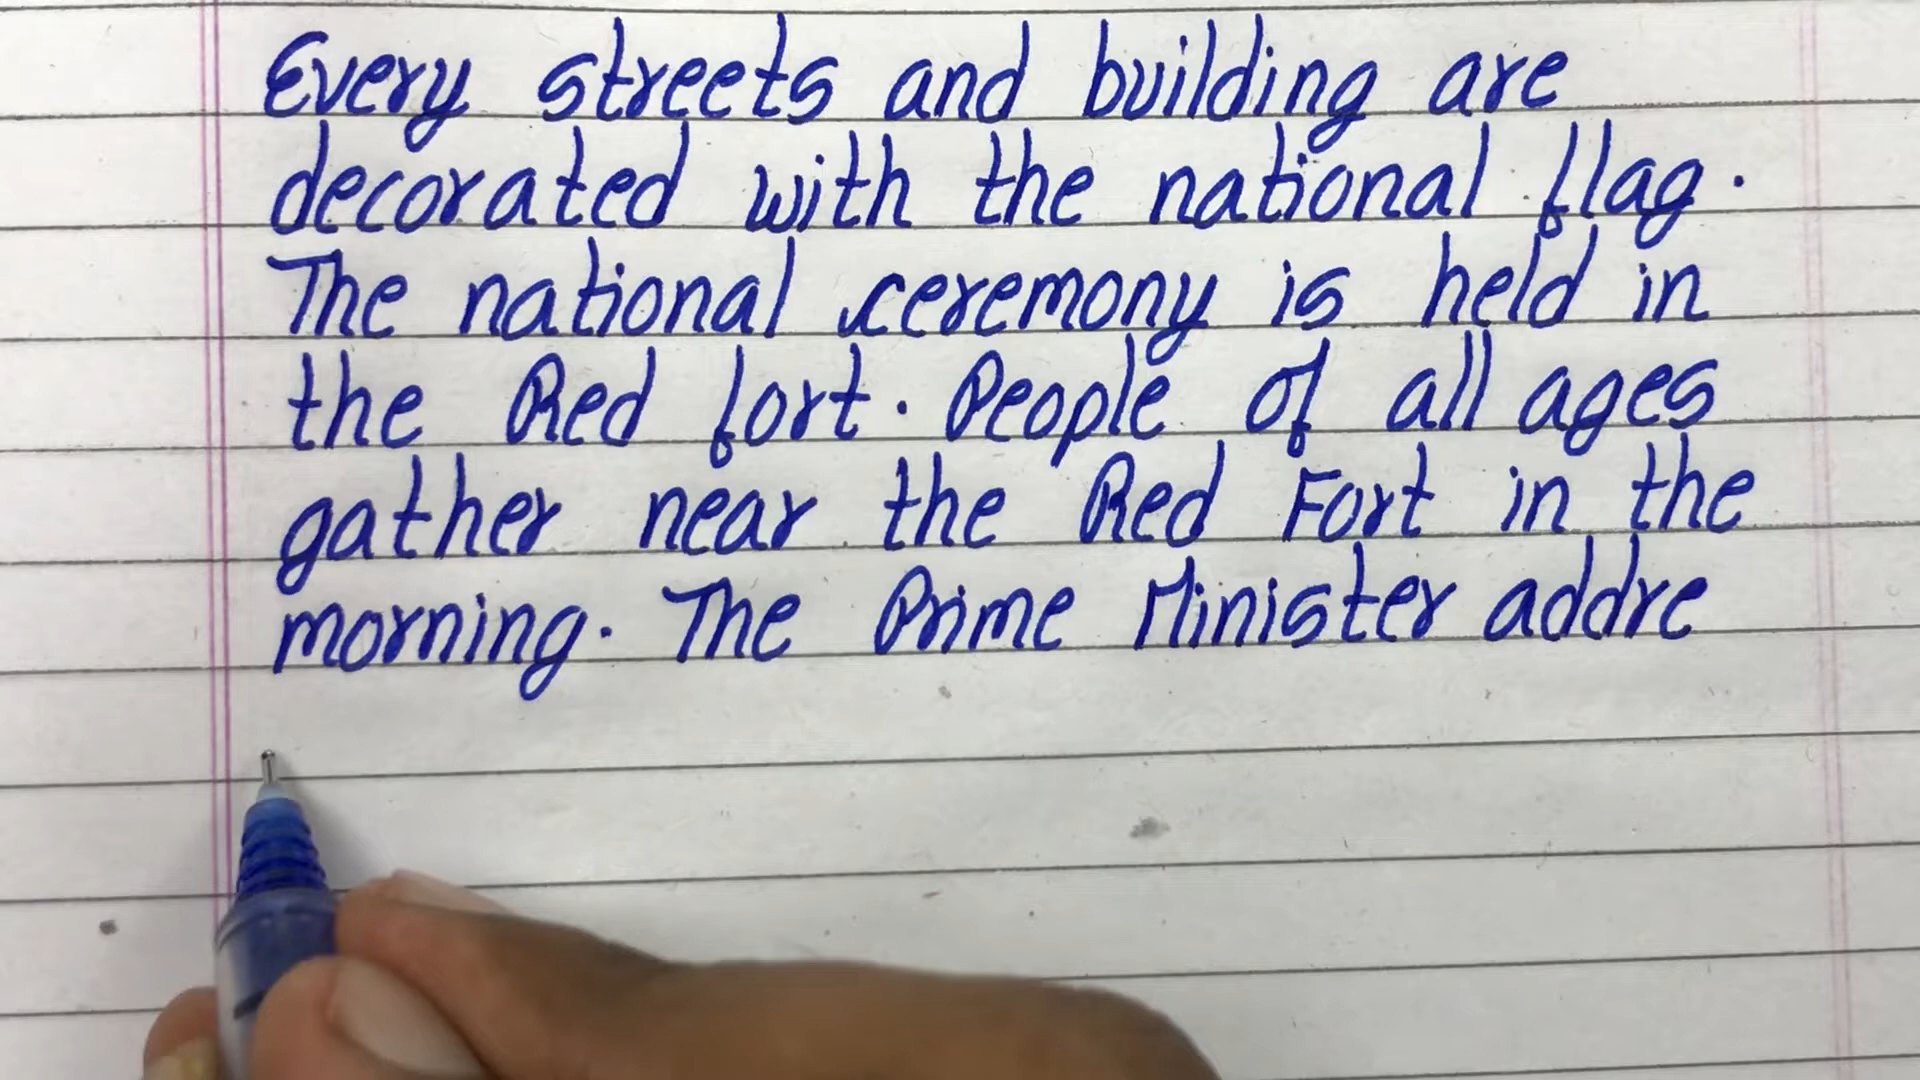 Every streets and building are
decorated with the national flag.
The national ceremony is held in
the Red fort. People of all ages
gather near the Red Fort in the
morning. The Prime Minister addre